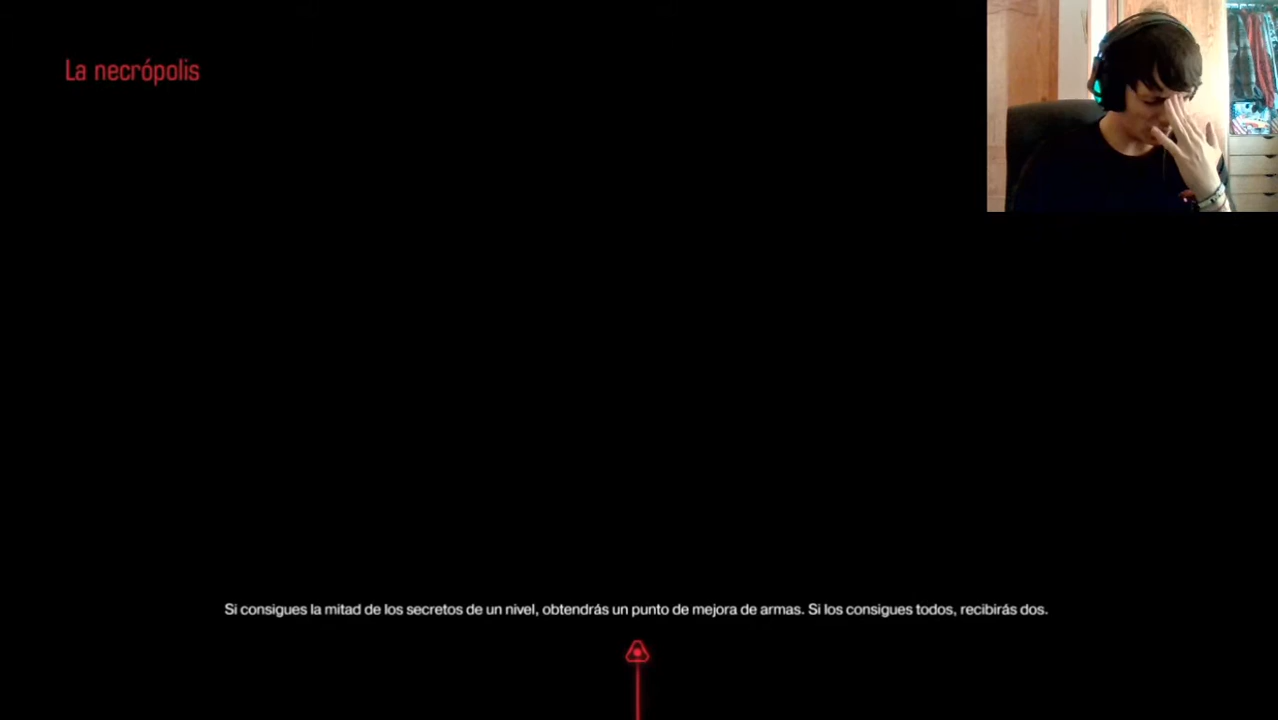 La necrópolis
Si consigues la mitad de los secretos de un nivel, obtendrás un punto de mejora de armas. Si los consigues todos, recibirás dos.